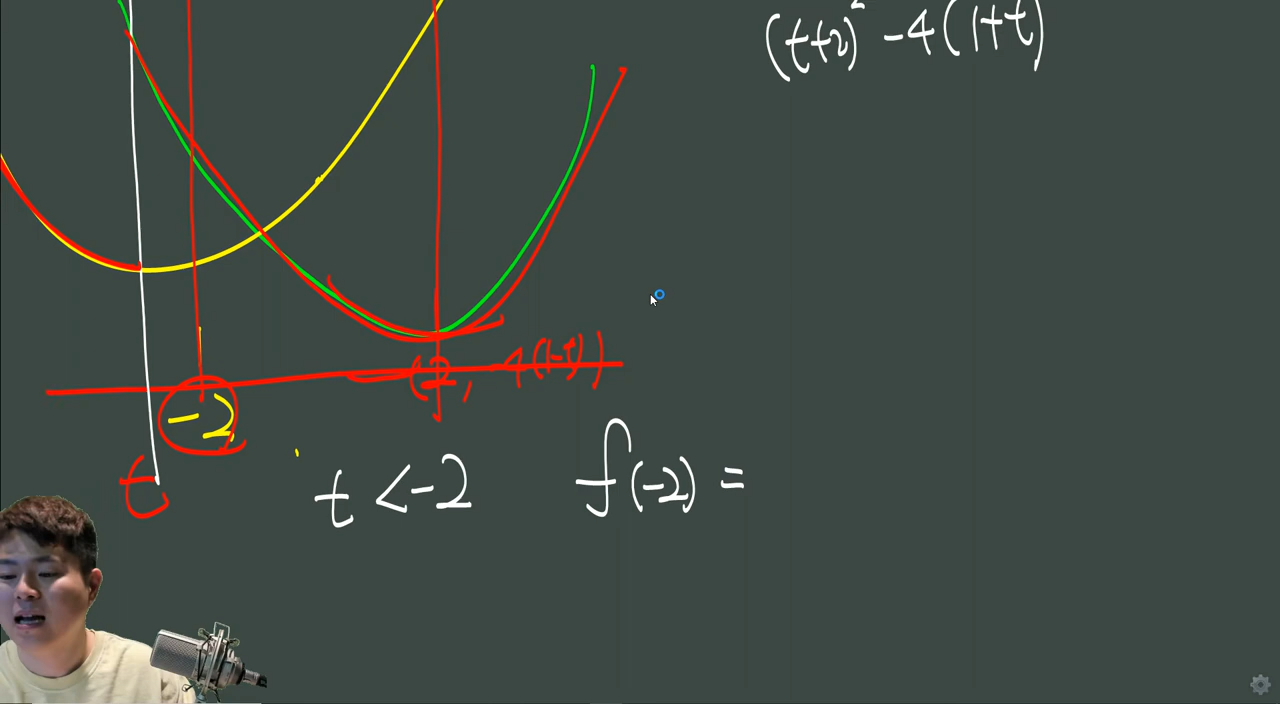 (t+2)² -4(1+t)
(2, -4(1-t))
-2
t
t < -2 f(-2) =